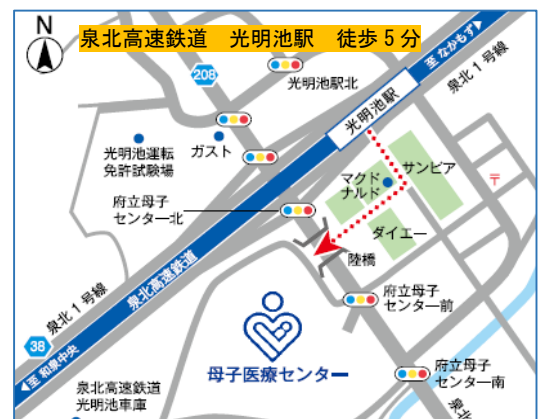 N
泉北高速鉄道　光明池駅　徒歩5分
至 なかもず
泉北1号線
208
光明池駅北
光明池駅
光明池運転
免許試験場
ガスト
サンピア
マクド
ナルド
〒
府立母子
センター北
ダイエー
陸橋
泉北高速鉄道
府立母子
センター前
泉北1号線
38
至 和泉中央
母子医療センター
府立母子
センター南
泉北高速鉄道
光明池車庫